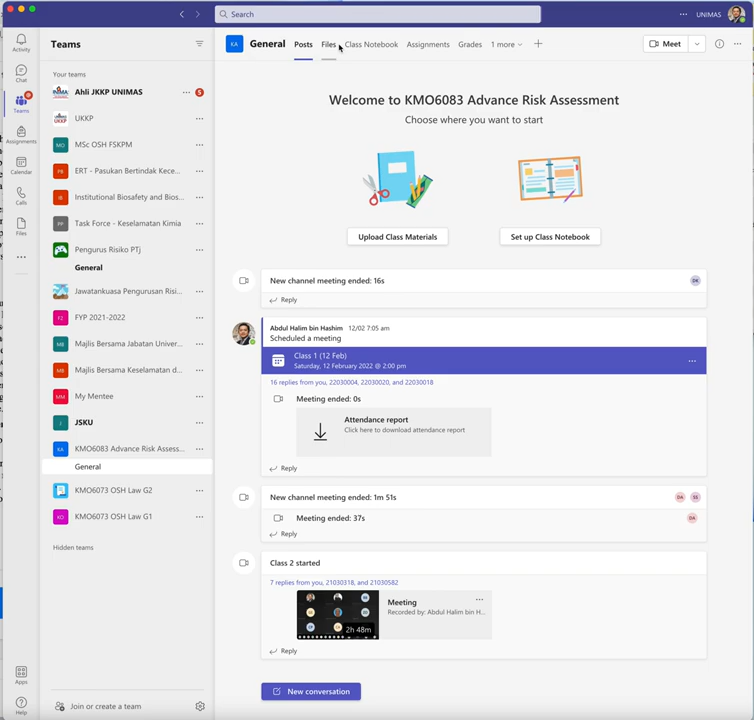 Search
UNIMAS
Activity
Chat
Teams
Assignments
Calendar
Calls
Files
Apps
Help
Teams
Your teams
Ahli JKKP UNIMAS
5
UKKP
MO
MSc OSH FSKPM
ERT - Pasukan Bertindak Kece...
Institutional Biosafety and Bios...
Task Force - Keselamatan Kimia
Pengurus Risiko PTj
General
Jawatankuasa Pengurusan Risi...
F2
FYP 2021-2022
Majlis Bersama Jabatan Univer...
Majlis Bersama Keselamatan d...
MM
My Mentee
J
JSKU
KA
KMO6083 Advance Risk Assess...
General
KMO6073 OSH Law G2
KO
KMO6073 OSH Law G1
Hidden teams
Join or create a team
KA
General
Posts
Files
Class Notebook
Assignments
Grades
1 more
Meet
Welcome to KMO6083 Advance Risk Assessment
Choose where you want to start
Upload Class Materials
Set up Class Notebook
New channel meeting ended: 16s
Reply
Abdul Halim bin Hashim 12/02 7:05 am
Scheduled a meeting
Class 1 (12 Feb)
Saturday, 12 February 2022 @ 2:00 pm
16 replies from you, 22030004, 22030020, and 22030018
Meeting ended: 0s
Attendance report
Click here to download attendance report
Reply
New channel meeting ended: 1m 51s
Meeting ended: 37s
Reply
Class 2 started
7 replies from you, 21030318, and 21030582
2h 48m
Meeting
Recorded by: Abdul Halim bin H...
Reply
New conversation